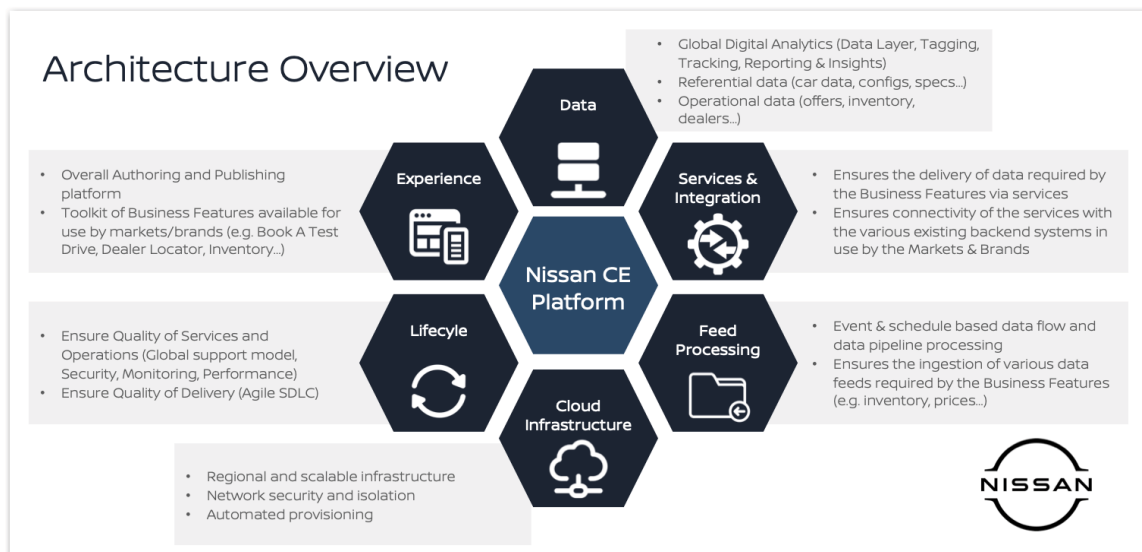 Architecture Overview
• Global Digital Analytics (Data Layer, Tagging,
Tracking, Reporting & Insights)
• Referential data (car data, configs, specs...)
• Operational data (offers, inventory,
dealers...)
Data
• Overall Authoring and Publishing
platform
• Toolkit of Business Features available for
use by markets/brands (e.g. Book A Test
Drive, Dealer Locator, Inventory...)
Experience
Services &
Integration
• Ensures the delivery of data required by
the Business Features via services
• Ensures connectivity of the services with
the various existing backend systems in
use by the Markets & Brands
Nissan CE
Platform
• Ensure Quality of Services and
Operations (Global support model,
Security, Monitoring, Performance)
• Ensure Quality of Delivery (Agile SDLC)
Lifecyle
Feed
Processing
• Event & schedule based data flow and
data pipeline processing
• Ensures the ingestion of various data
feeds required by the Business Features
(e.g. inventory, prices...)
Cloud
Infrastructure
• Regional and scalable infrastructure
• Network security and isolation
• Automated provisioning
NISSAN